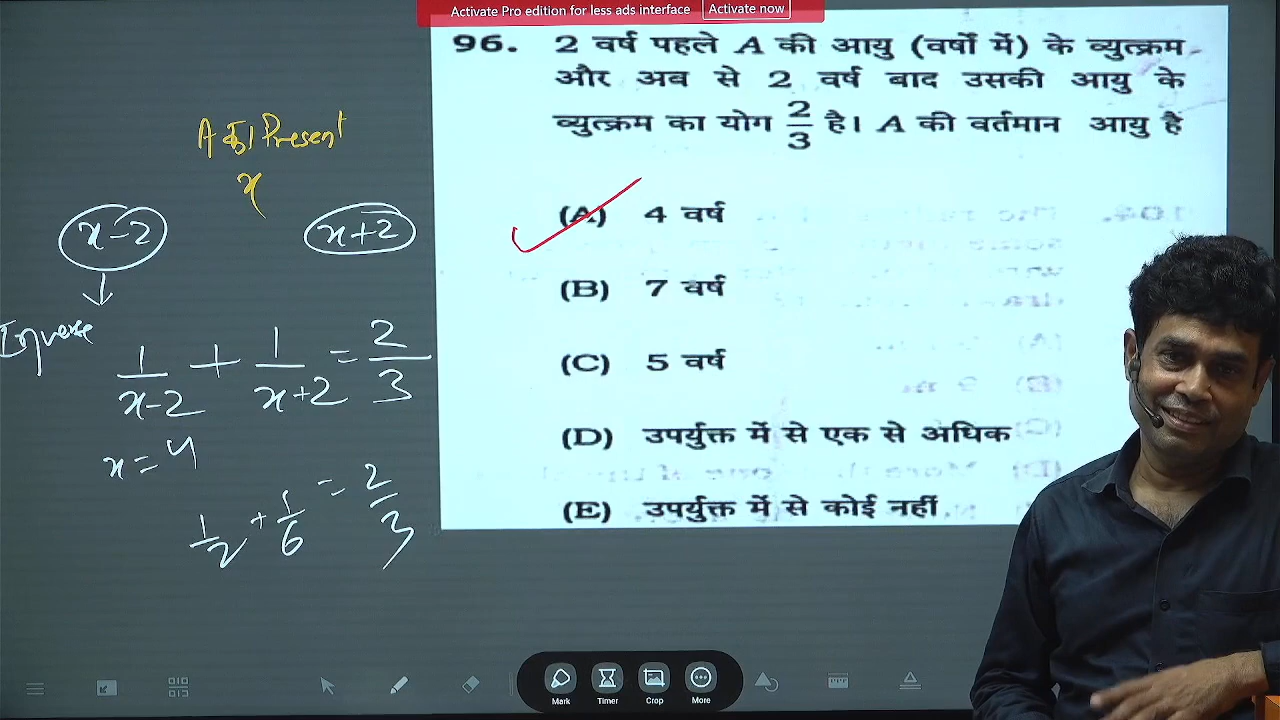 Activate Pro edition for less ads interface Activate now
96. 2 वर्ष पहले A की आयु (वर्षों में) के व्युत्क्रम
और अब से 2 वर्ष बाद उसकी आयु के
व्युत्क्रम का योग 2/3 है। A की वर्तमान आयु है
(A) 4 वर्ष
(B) 7 वर्ष
(C) 5 वर्ष
(D) उपर्युक्त में से एक से अधिक
(E) उपर्युक्त में से कोई नहीं
A का Present
x
x-2 x+2
1/x-2 + 1/x+2 = 2/3
x=4
1/2 + 1/6 = 2/3
Mark Timer Crop More